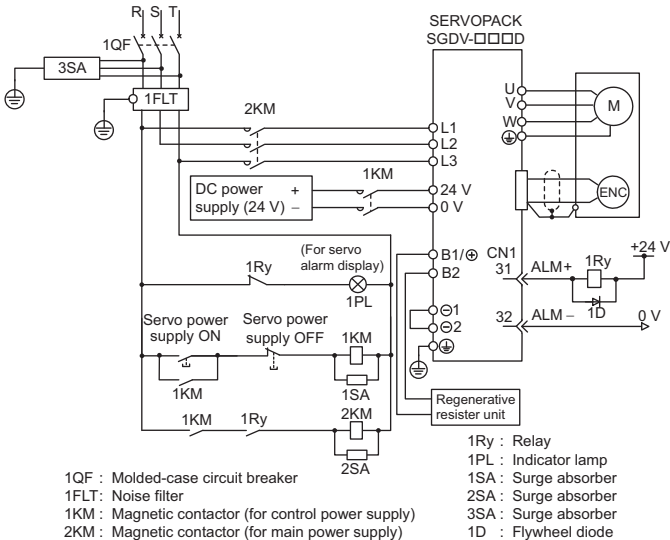 R S T
SERVOPACK
SGDV-□□□D
1QF
3SA
1FLT
2KM
U
V
W
M
L1
L2
L3
1KM
DC power + 
supply (24 V) −
24 V
0 V
ENC
(For servo
alarm display)
1Ry
1PL
B1/⊕
B2
CN1
31 ALM+
1Ry
+24 V
1D
⊖1
⊖2
32 ALM −
0 V
Servo power
supply ON
Servo power
supply OFF
1KM
1KM
1SA
1KM
1Ry
2KM
2SA
Regenerative
resister unit
1QF : Molded-case circuit breaker
1FLT: Noise filter
1KM : Magnetic contactor (for control power supply)
2KM : Magnetic contactor (for main power supply)
1Ry : Relay
1PL : Indicator lamp
1SA : Surge absorber
2SA : Surge absorber
3SA : Surge absorber
1D : Flywheel diode